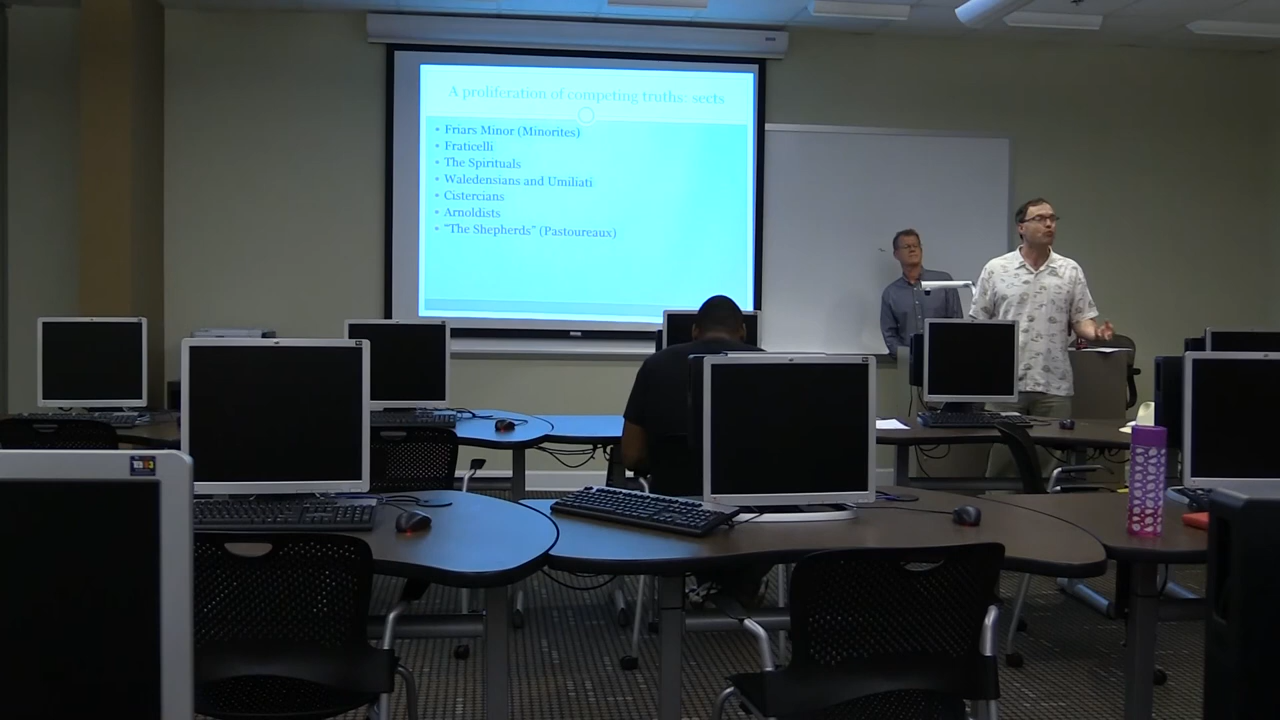 A proliferation of competing truths: sects
• Friars Minor (Minorites)
• Fraticelli
• The Spirituals
• Waledensians and Umiliati
• Cistercians
• Arnoldists
• "The Shepherds" (Pastoureaux)